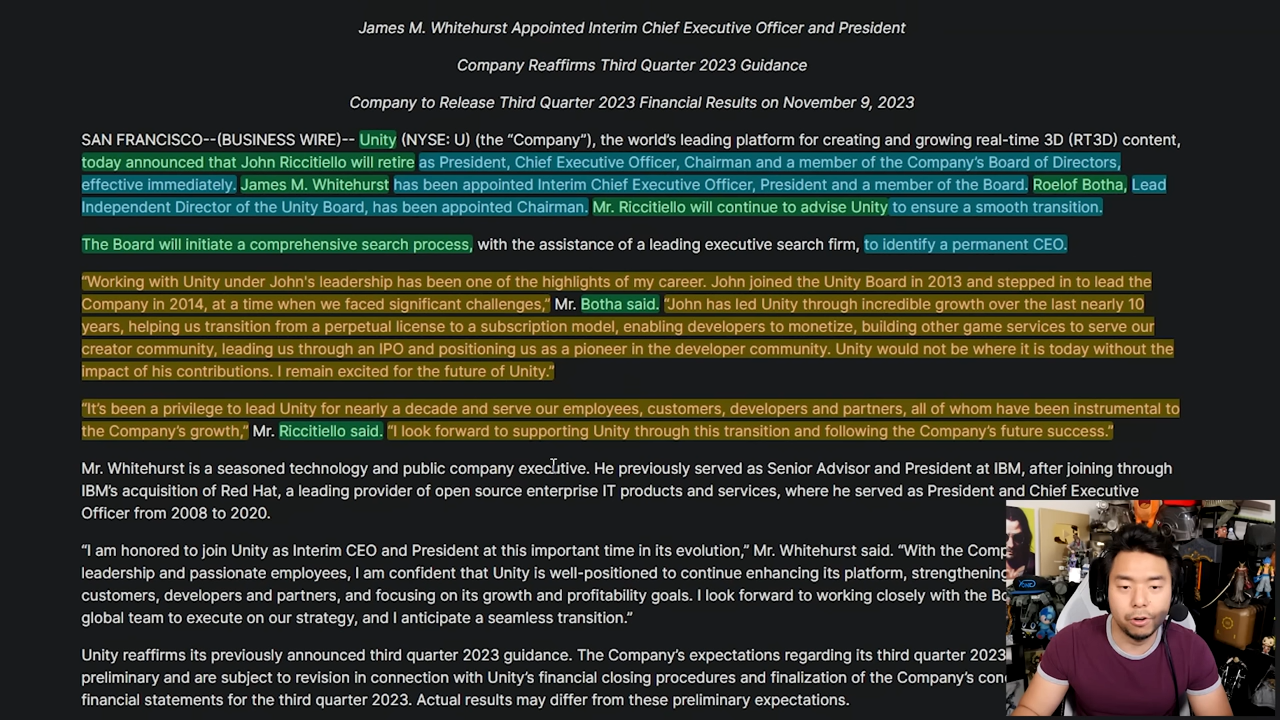 James M. Whitehurst Appointed Interim Chief Executive Officer and President
Company Reaffirms Third Quarter 2023 Guidance
Company to Release Third Quarter 2023 Financial Results on November 9, 2023
SAN FRANCISCO--(BUSINESS WIRE)-- Unity (NYSE: U) (the “Company”), the world’s leading platform for creating and growing real-time 3D (RT3D) content,
today announced that John Riccitiello will retire as President, Chief Executive Officer, Chairman and a member of the Company’s Board of Directors,
effective immediately. James M. Whitehurst has been appointed Interim Chief Executive Officer, President and a member of the Board. Roelof Botha, Lead
Independent Director of the Unity Board, has been appointed Chairman. Mr. Riccitiello will continue to advise Unity to ensure a smooth transition.
The Board will initiate a comprehensive search process, with the assistance of a leading executive search firm, to identify a permanent CEO.
“Working with Unity under John's leadership has been one of the highlights of my career. John joined the Unity Board in 2013 and stepped in to lead the
Company in 2014, at a time when we faced significant challenges,” Mr. Botha said. “John has led Unity through incredible growth over the last nearly 10
years, helping us transition from a perpetual license to a subscription model, enabling developers to monetize, building other game services to serve our
creator community, leading us through an IPO and positioning us as a pioneer in the developer community. Unity would not be where it is today without the
impact of his contributions. I remain excited for the future of Unity.”
“It’s been a privilege to lead Unity for nearly a decade and serve our employees, customers, developers and partners, all of whom have been instrumental to
the Company’s growth,” Mr. Riccitiello said. “I look forward to supporting Unity through this transition and following the Company’s future success.”
Mr. Whitehurst is a seasoned technology and public company executive. He previously served as Senior Advisor and President at IBM, after joining through
IBM’s acquisition of Red Hat, a leading provider of open source enterprise IT products and services, where he served as President and Chief Executive
Officer from 2008 to 2020.
“I am honored to join Unity as Interim CEO and President at this important time in its evolution,” Mr. Whitehurst said. “With the Comp
leadership and passionate employees, I am confident that Unity is well-positioned to continue enhancing its platform, strengthening
customers, developers and partners, and focusing on its growth and profitability goals. I look forward to working closely with the Bo
global team to execute on our strategy, and I anticipate a seamless transition.”
Unity reaffirms its previously announced third quarter 2023 guidance. The Company’s expectations regarding its third quarter 2023
preliminary and are subject to revision in connection with Unity’s financial closing procedures and finalization of the Company’s con
financial statements for the third quarter 2023. Actual results may differ from these preliminary expectations.